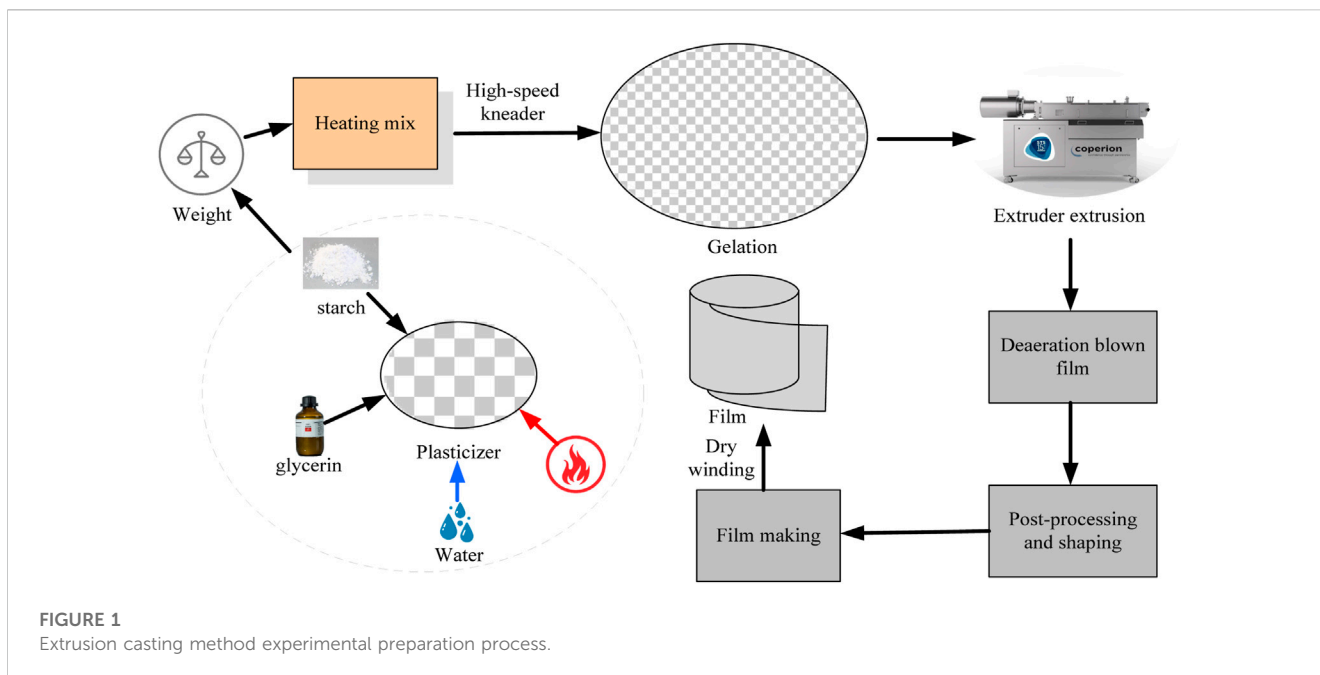 High-speed
kneader
Heating mix
coperion
Weight
Extruder extrusion
Gelation
starch
Deaeration blown
film
Film
glycerin
Plasticizer
Dry
winding
Water
Film making
Post-processing
and shaping
FIGURE 1
Extrusion casting method experimental preparation process.